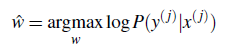 ŵ = argmax log P(y⁽ʲ⁾|x⁽ʲ⁾)
w